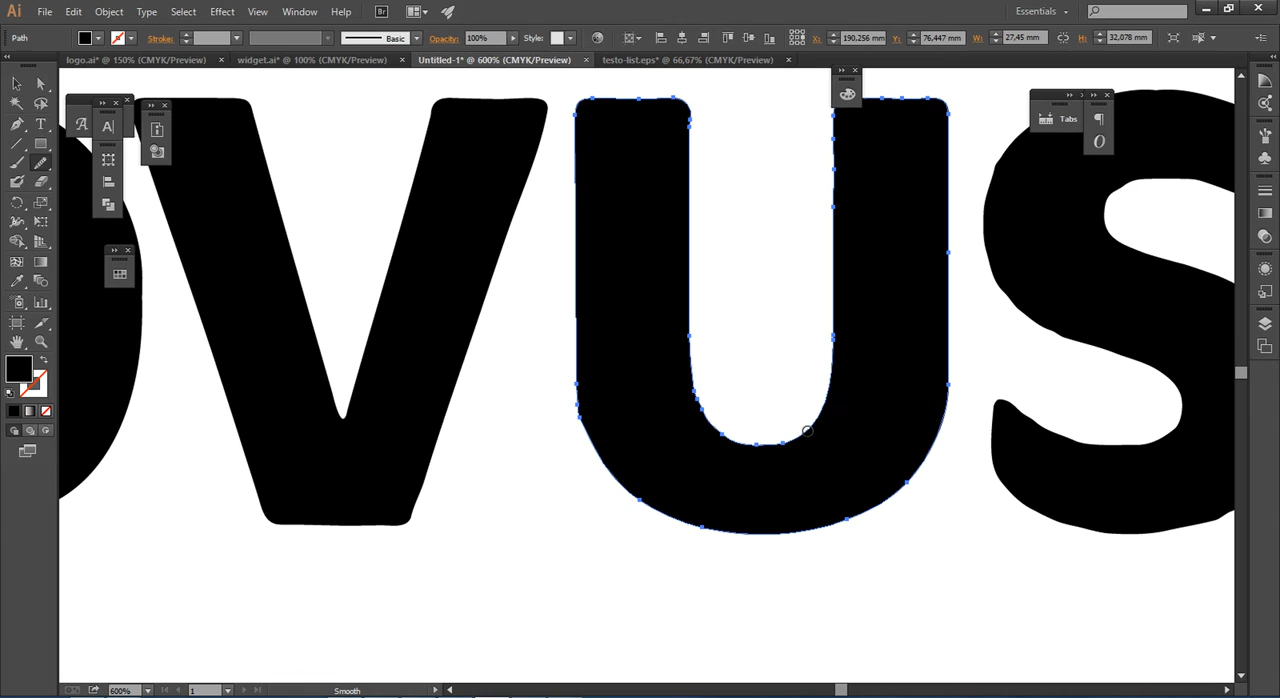 Ai File Edit Object Type Select Effect View Window Help Br Essentials
Path Stroke: Basic Opacity: 100% Style: X: 190,256 mm Y: 76,447 mm W: 27,45 mm H: 32,078 mm
logo.ai* @ 150% (CMYK/Preview) × widget.ai* @ 100% (CMYK/Preview) × Untitled-1* @ 600% (CMYK/Preview) × testo-list.eps* @ 66,67% (CMYK/Preview) ×
Tabs
VUS
600% 1 Smooth